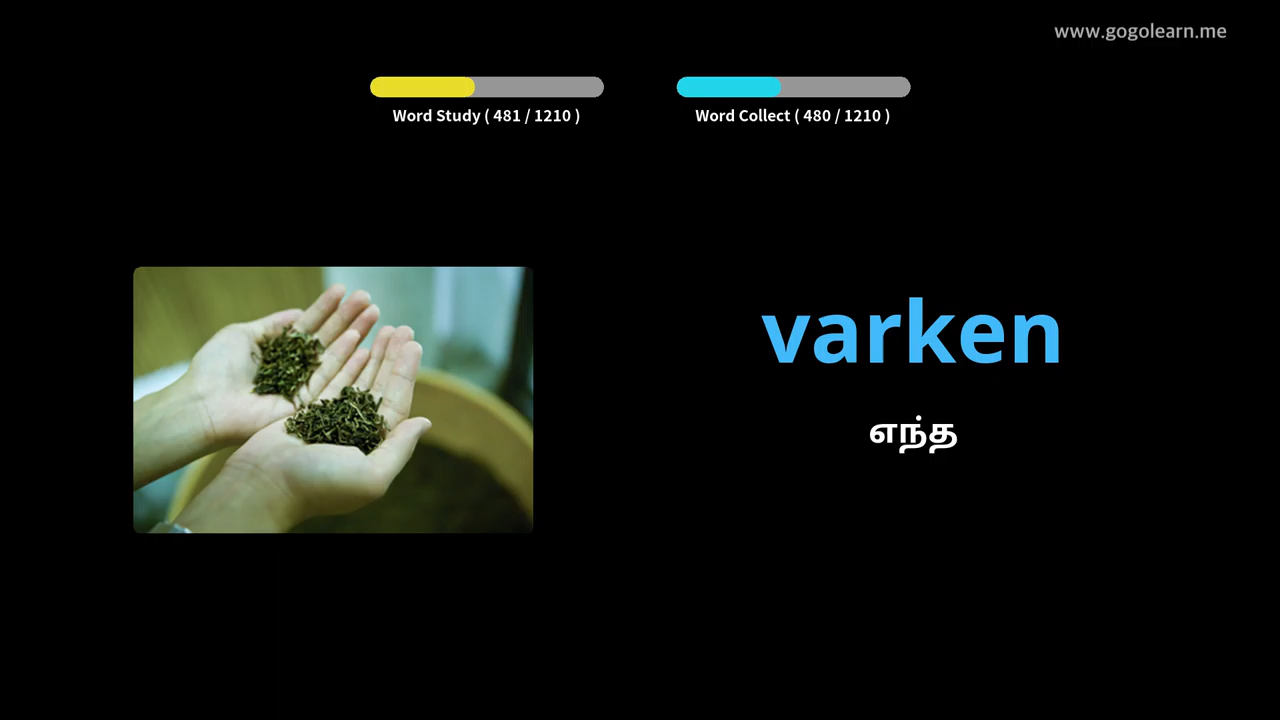 www.gogolearn.me
Word Study ( 481 / 1210 )
Word Collect ( 480 / 1210 )
varken
எந்த